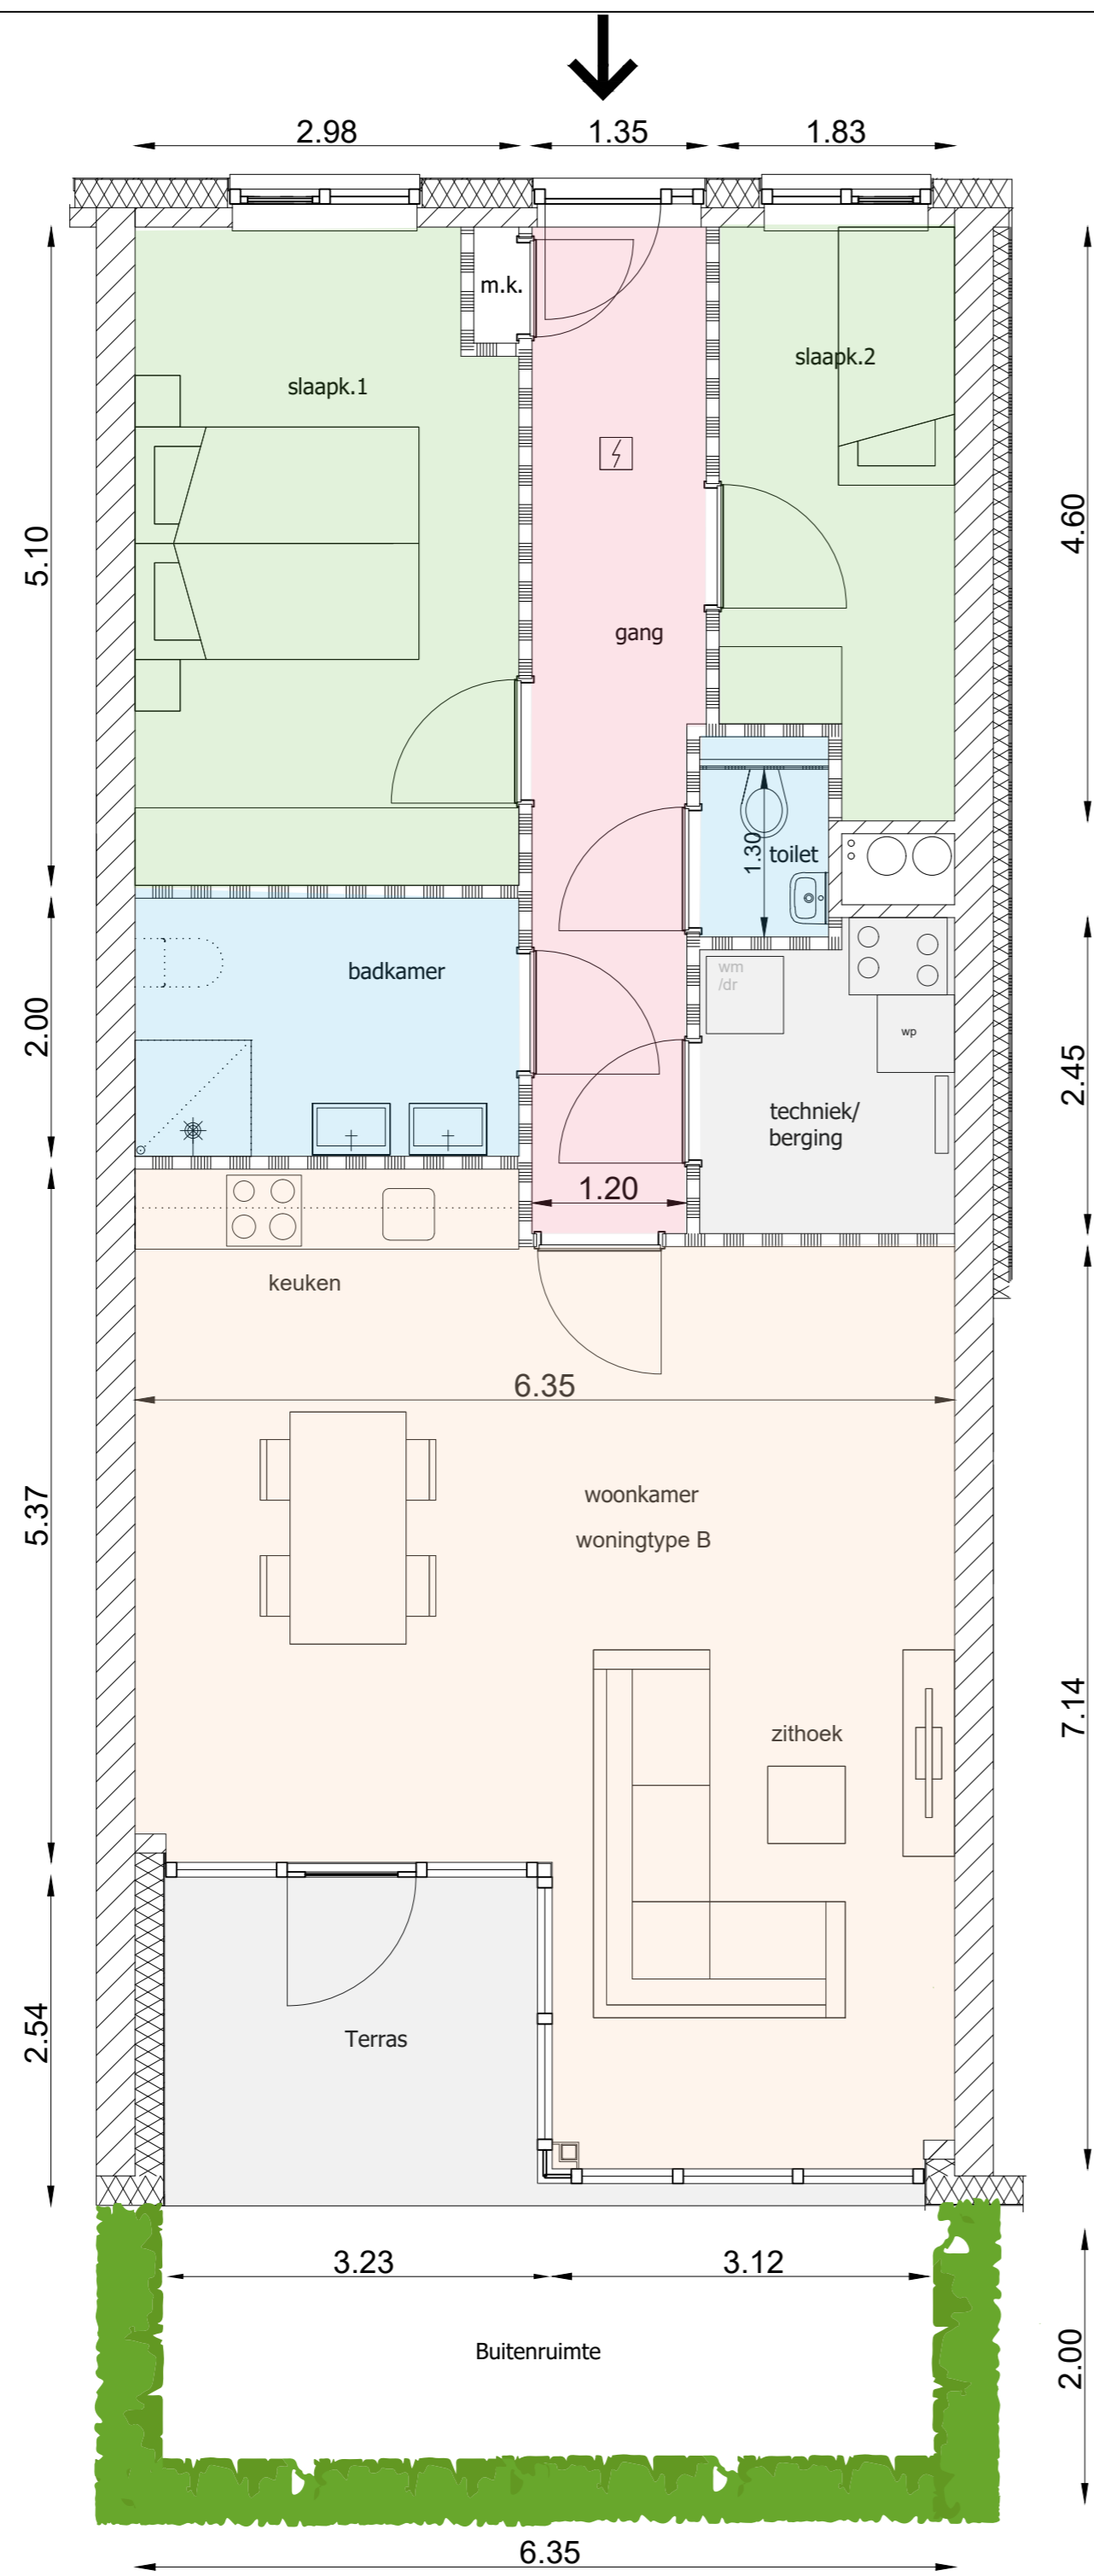 2.98
1.35
1.83
m.k.
slaapk.1
slaapk.2
5.10
4.60
gang
1.30
toilet
badkamer
wm
/dr
wp
2.00
2.45
techniek/
berging
1.20
keuken
6.35
woonkamer
woningtype B
5.37
7.14
zithoek
2.54
Terras
3.23
3.12
Buitenruimte
2.00
6.35